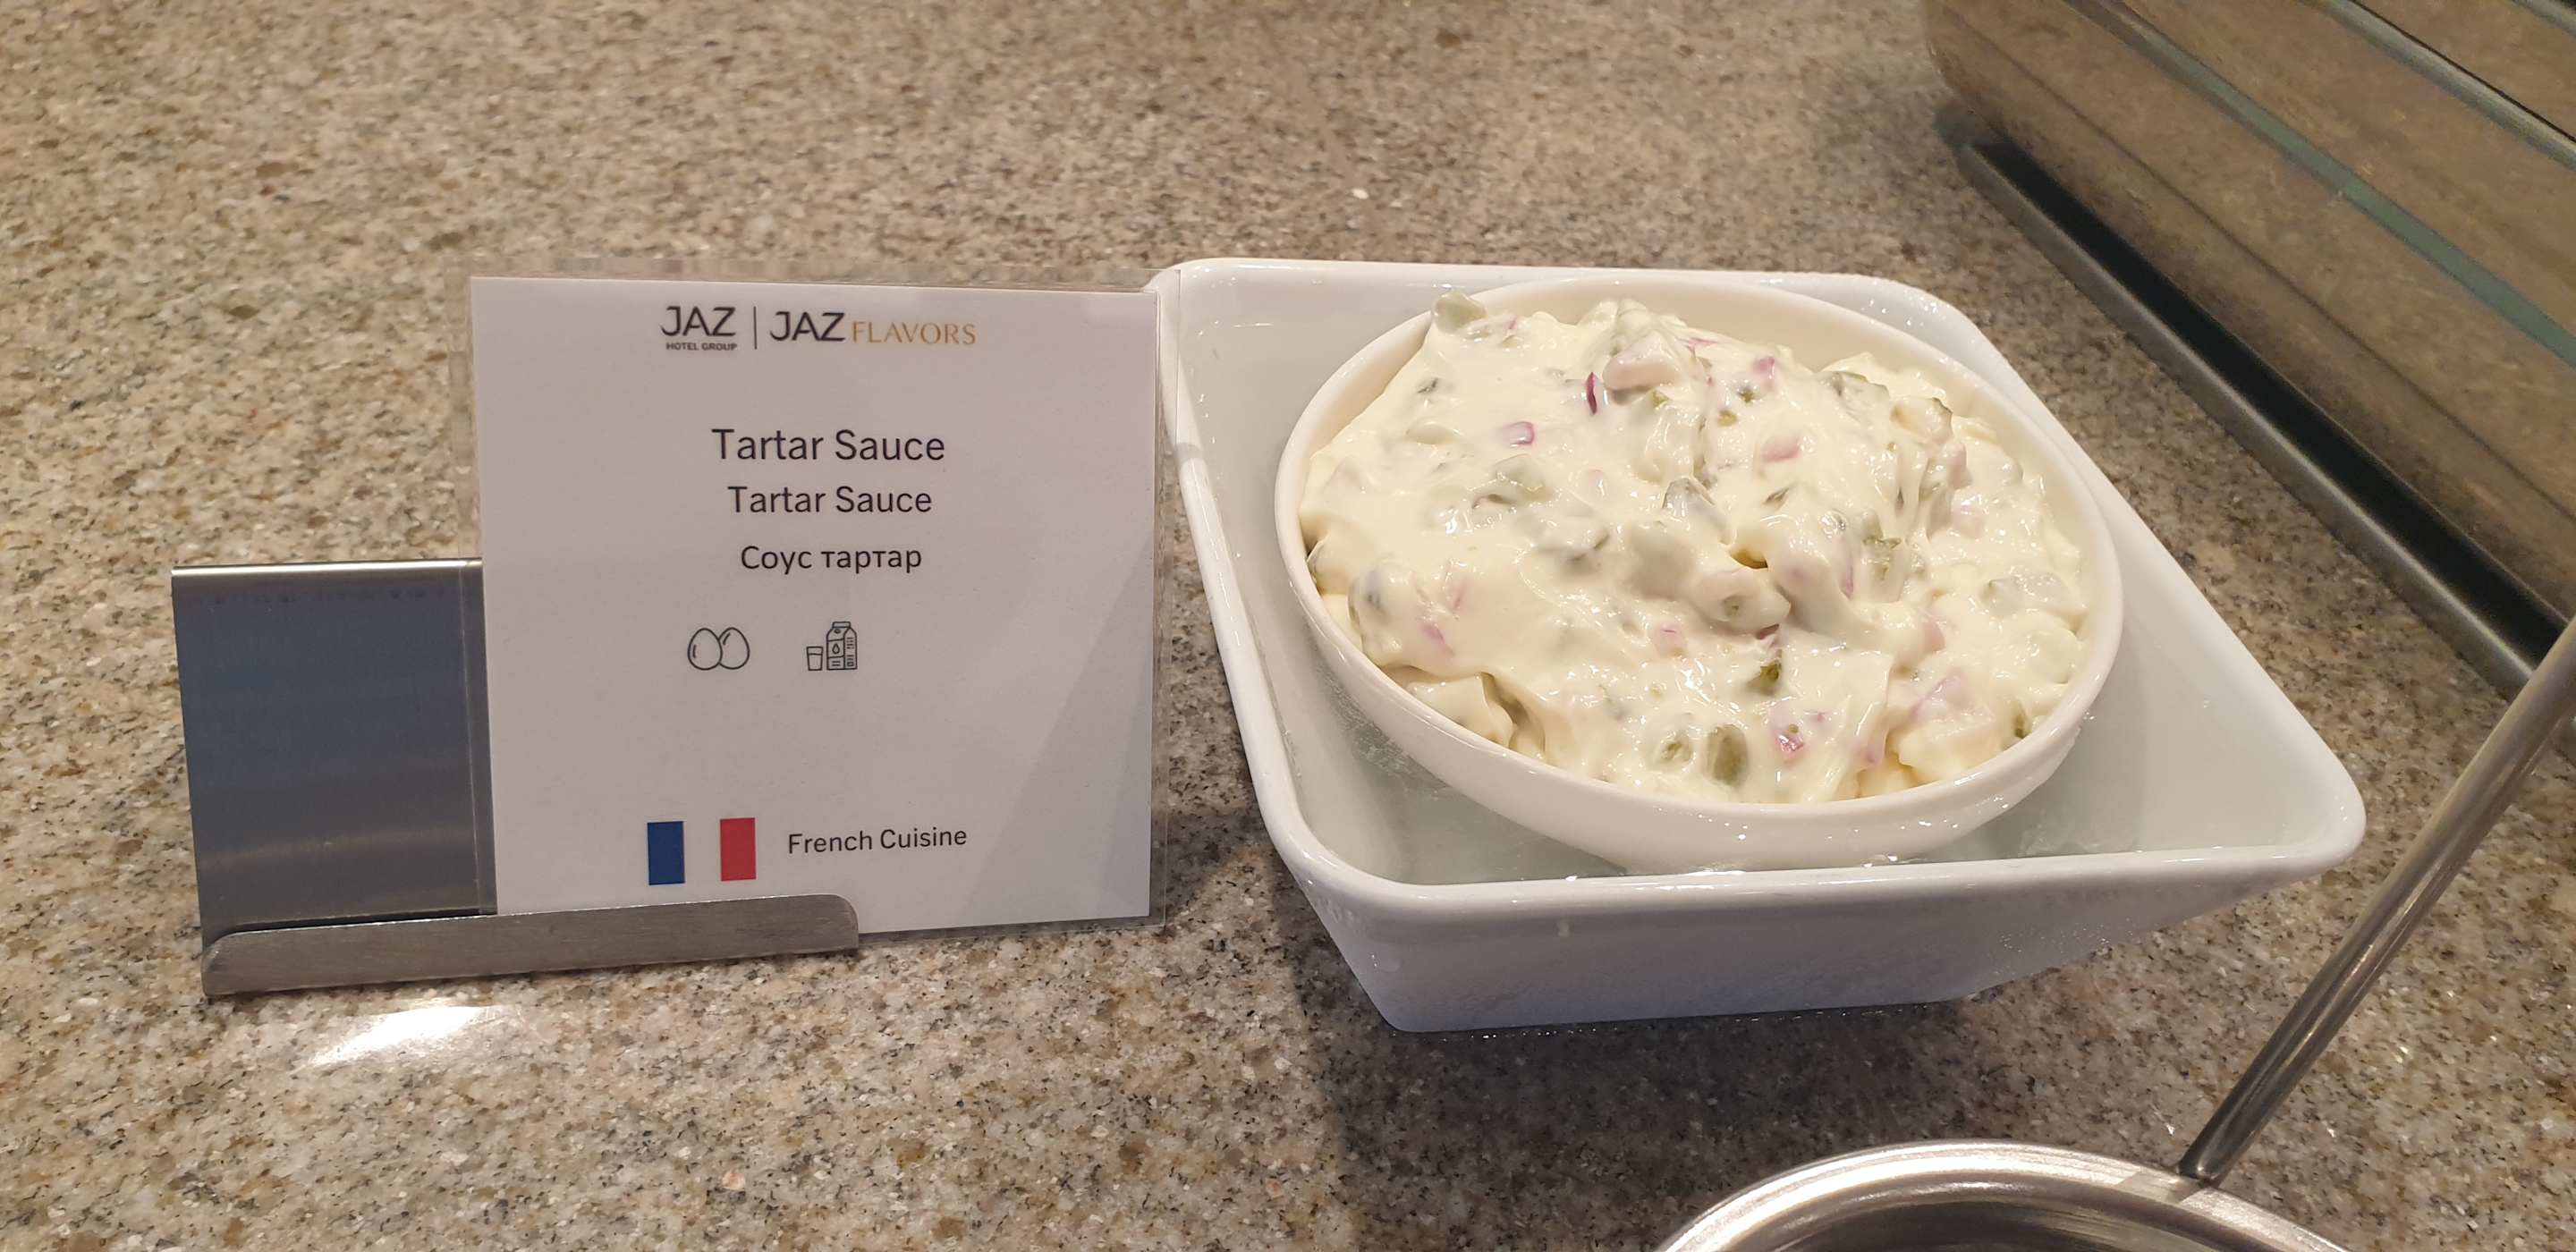 JAZ | JAZ FLAVORS
HOTEL GROUP
Tartar Sauce
Tartar Sauce
Соус тартар
French Cuisine